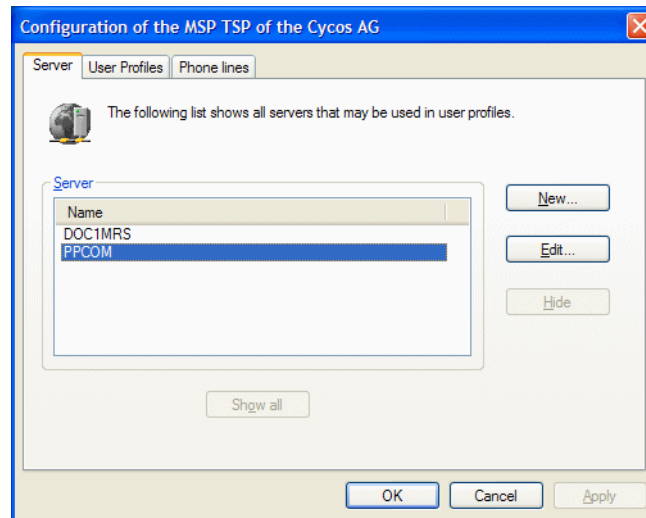 Configuration of the MSP TSP of the Cycos AG
Server User Profiles Phone lines
The following list shows all servers that may be used in user profiles.
Server
Name
DOC1MRS
PPCOM
New...
Edit...
Hide
Show all
OK Cancel Apply